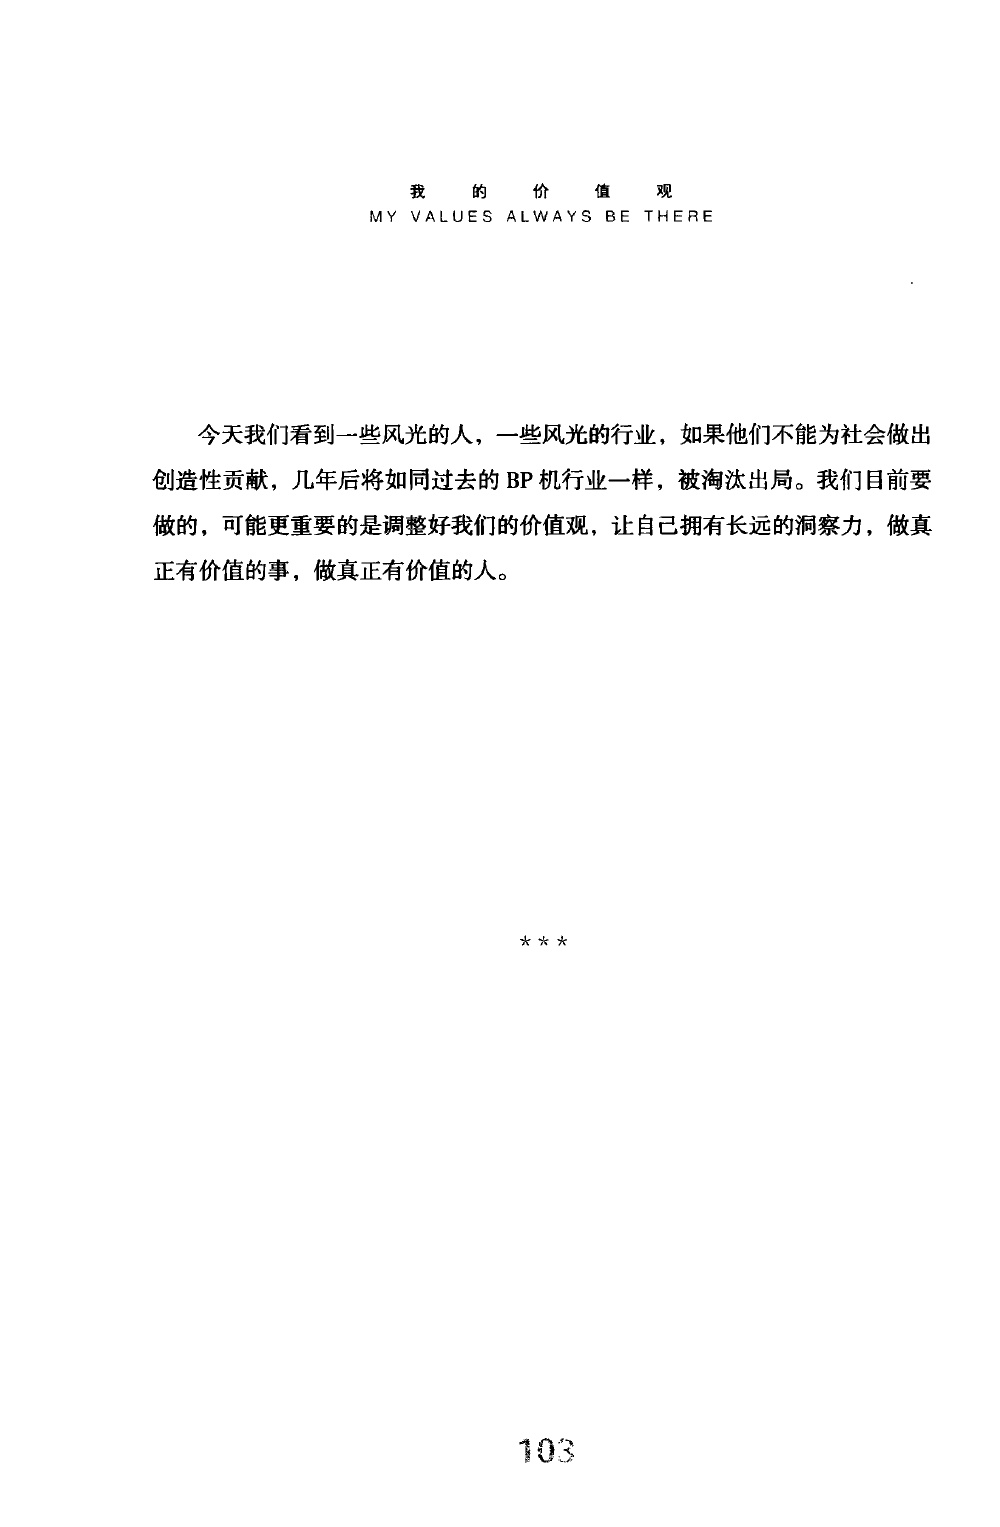 我的价值观
MY VALUES ALWAYS BE THERE
今天我们看到一些风光的人，一些风光的行业，如果他们不能为社会做出
创造性贡献，几年后将如同过去的 BP 机行业一样，被淘汰出局。我们目前要
做的，可能更重要的是调整好我们的价值观，让自己拥有长远的洞察力，做真
正有价值的事，做真正有价值的人。
***
103